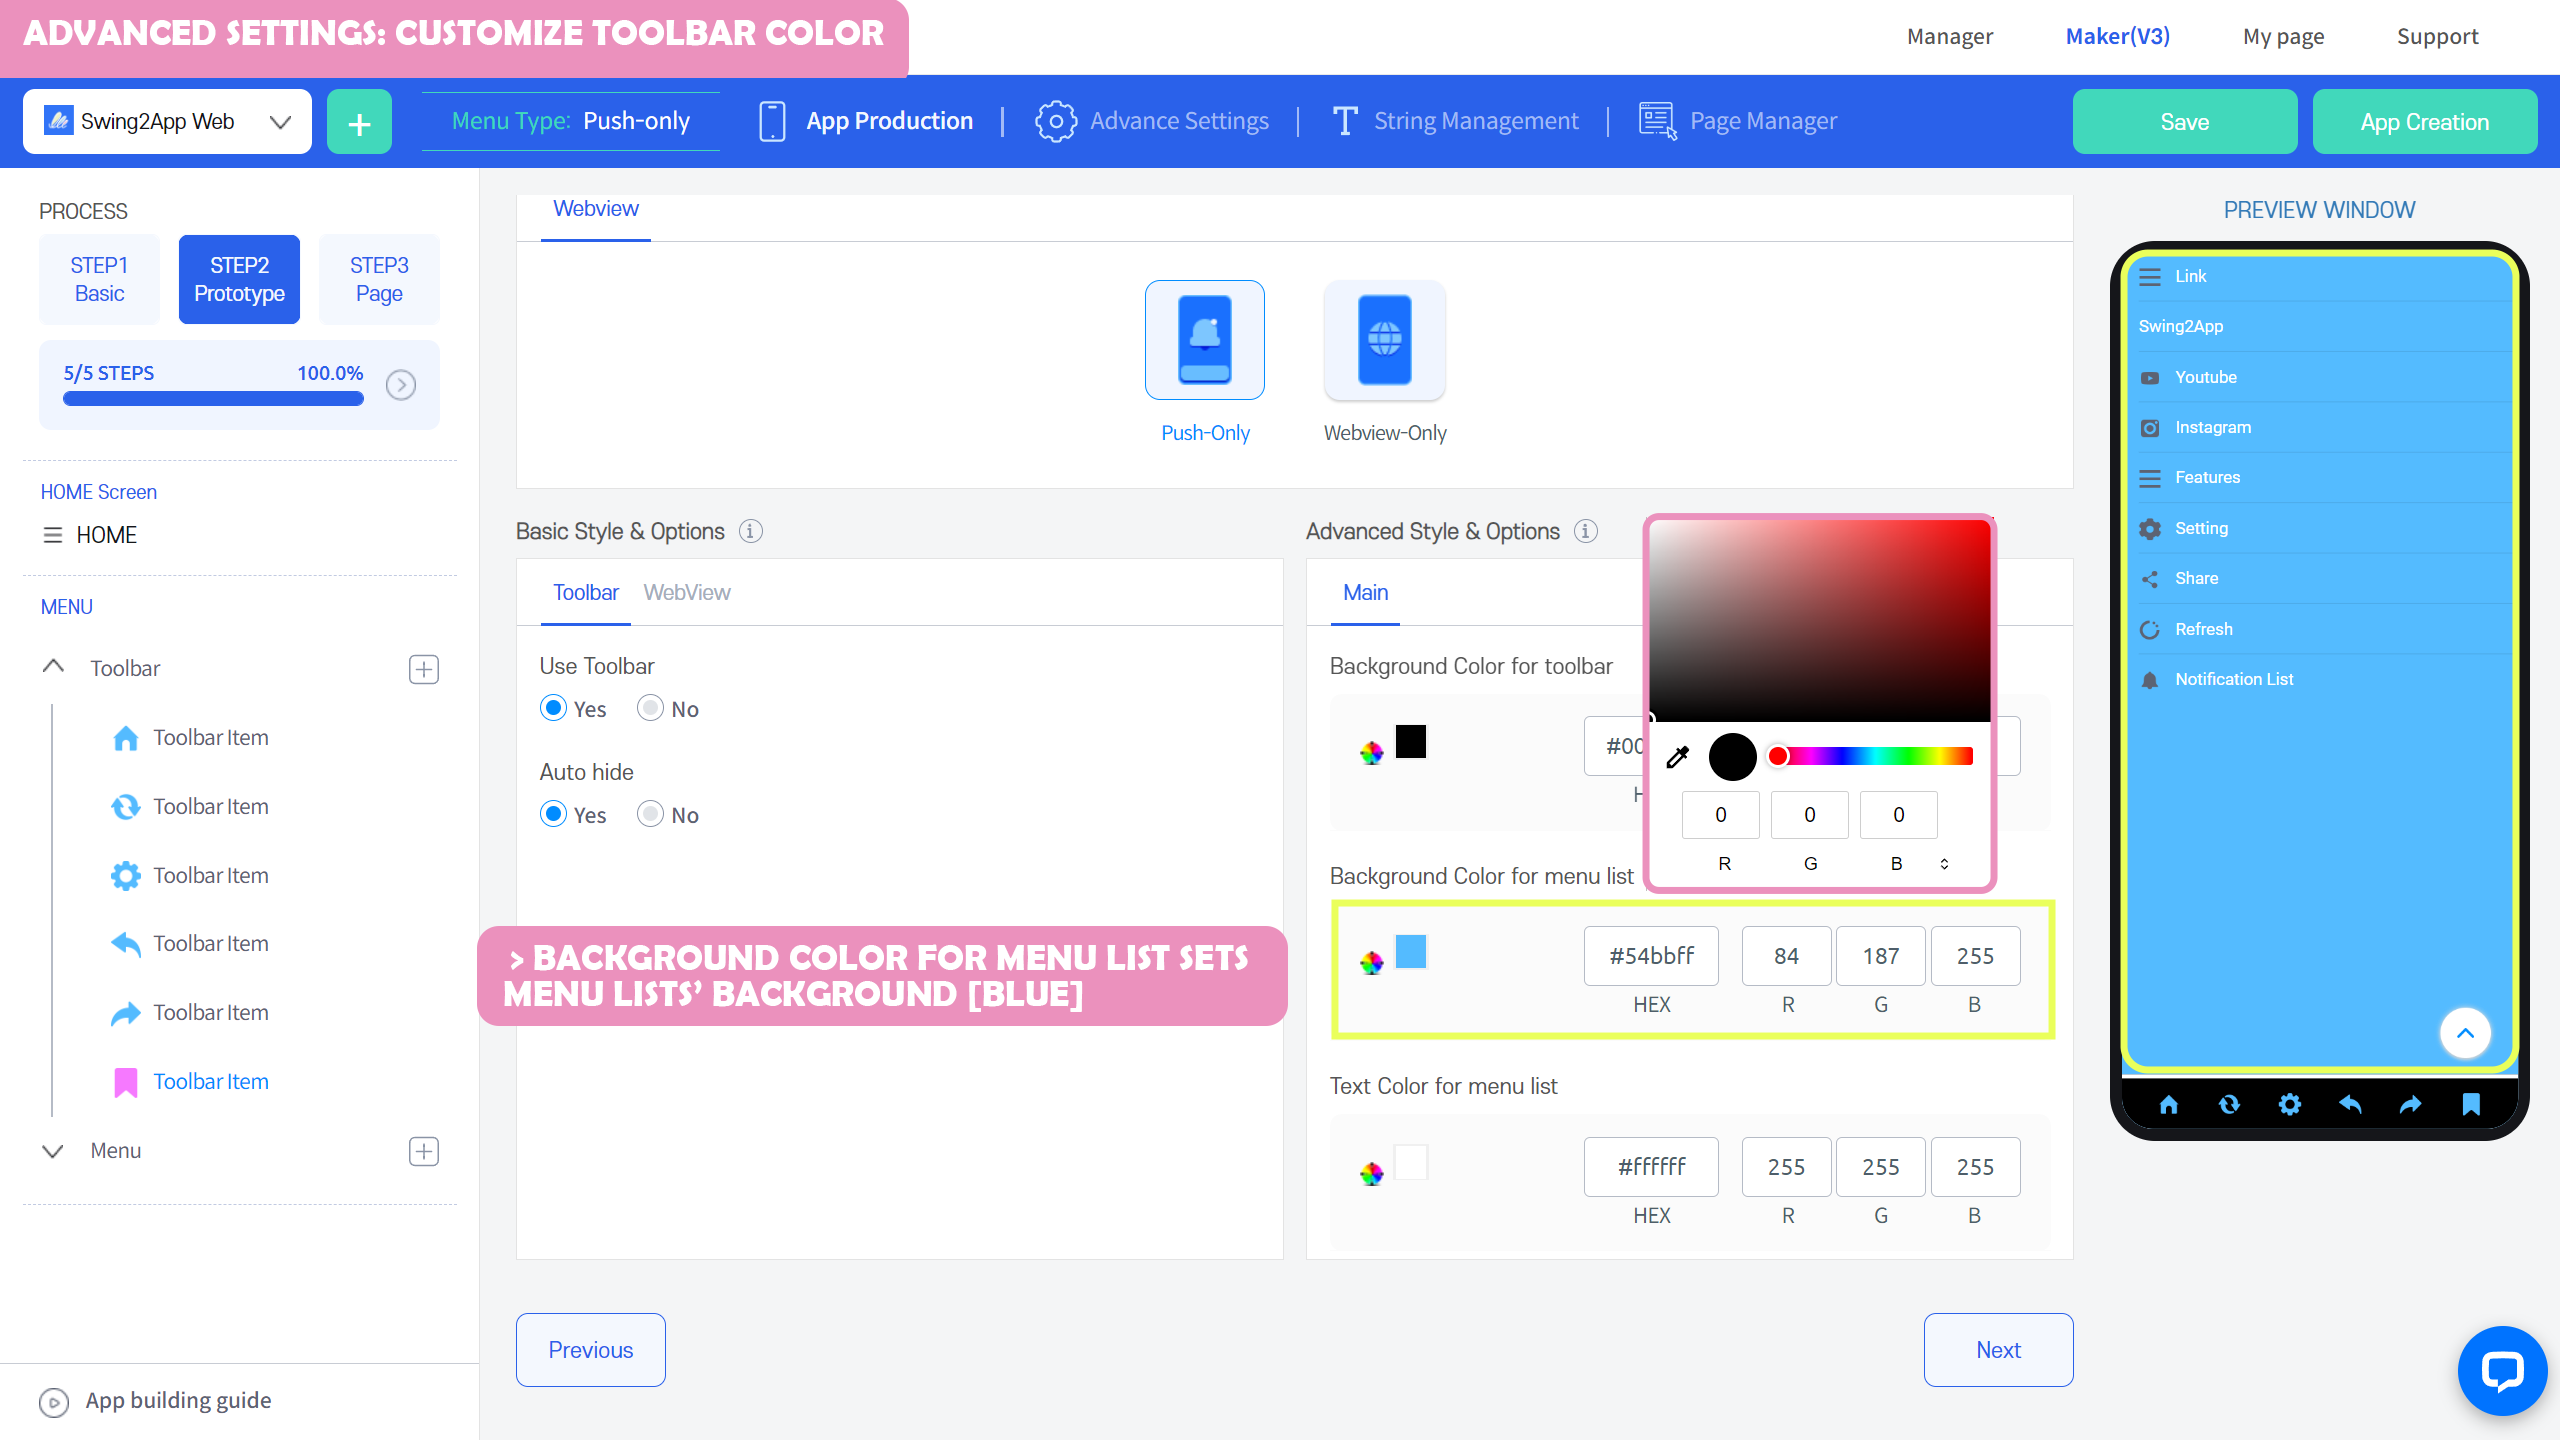 ADVANCED SETTINGS: CUSTOMIZE TOOLBAR COLOR
Manager
Maker(V3)
My page
Support
Swing2App Web
+
Menu Type: Push-only
App Production
Advance Settings
String Management
Page Manager
Save
App Creation
PROCESS
STEP1
Basic
STEP2
Prototype
STEP3
Page
5/5 STEPS
100.0%
HOME Screen
HOME
MENU
Toolbar
Toolbar Item
Toolbar Item
Toolbar Item
Toolbar Item
Toolbar Item
Toolbar Item
Menu
App building guide
Webview
Push-Only
Webview-Only
Basic Style & Options
Toolbar
WebView
Use Toolbar
Yes
No
Auto hide
Yes
No
> BACKGROUND COLOR FOR MENU LIST SETS
MENU LISTS' BACKGROUND [BLUE]
Advanced Style & Options
Main
Background Color for toolbar
#00
0
0
0
R
G
B
Background Color for menu list
#54bbff
84
187
255
HEX
R
G
B
Text Color for menu list
#ffffff
255
255
255
HEX
R
G
B
Previous
Next
PREVIEW WINDOW
Link
Swing2App
Youtube
Instagram
Features
Setting
Share
Refresh
Notification List